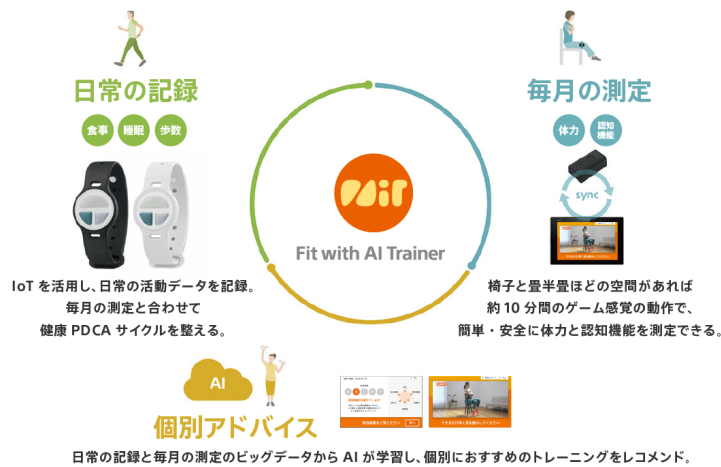 日常の記録
食事 睡眠 歩数
IoT を活用し、日常の活動データを記録。
毎月の測定と合わせて
健康 PDCA サイクルを整える。
Fit with AI Trainer
毎月の測定
体力 認知
機能
sync
椅子と畳半畳ほどの空間があれば
約 10 分間のゲーム感覚の動作で、
簡単・安全に体力と認知機能を測定できる。
AI
個別アドバイス
日常の記録と毎月の測定のビッグデータから AI が学習し、個別におすすめのトレーニングをレコメンド。